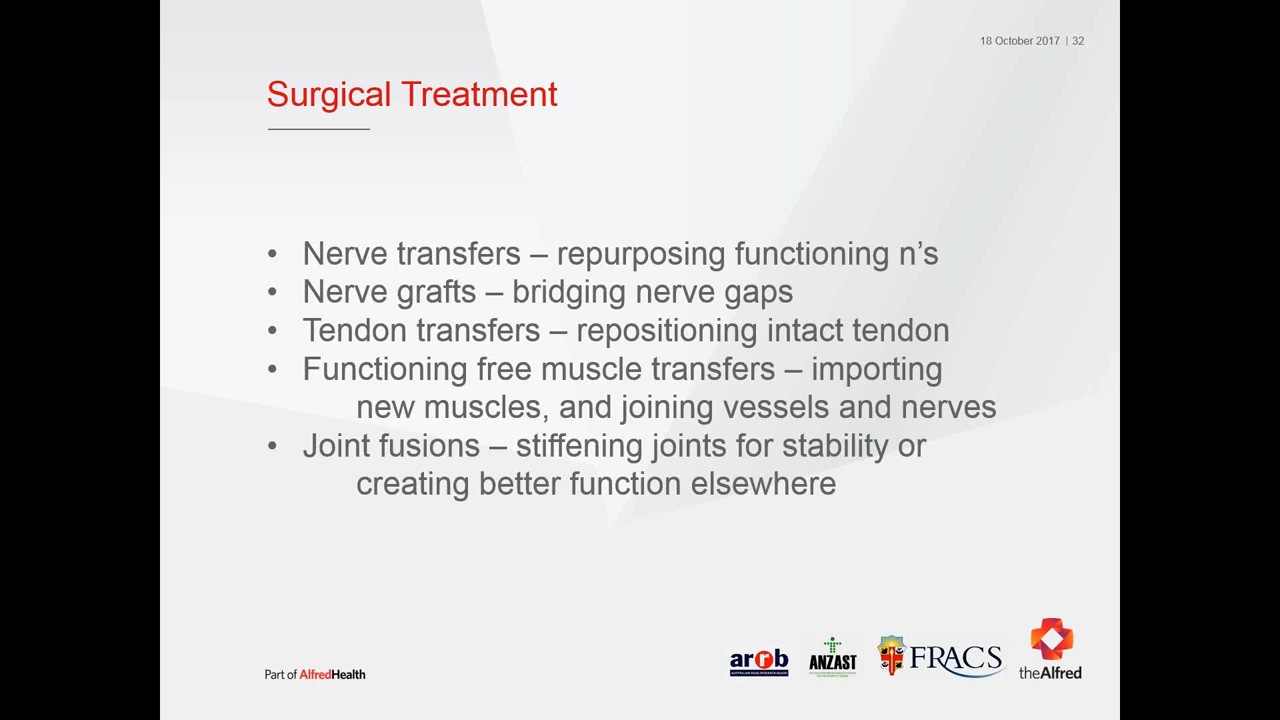 18 October 2017 | 32
Surgical Treatment
• Nerve transfers – repurposing functioning n’s
• Nerve grafts – bridging nerve gaps
• Tendon transfers – repositioning intact tendon
• Functioning free muscle transfers – importing
new muscles, and joining vessels and nerves
• Joint fusions – stiffening joints for stability or
creating better function elsewhere
Part of AlfredHealth
arrb
ANZAST
FRACS
theAlfred